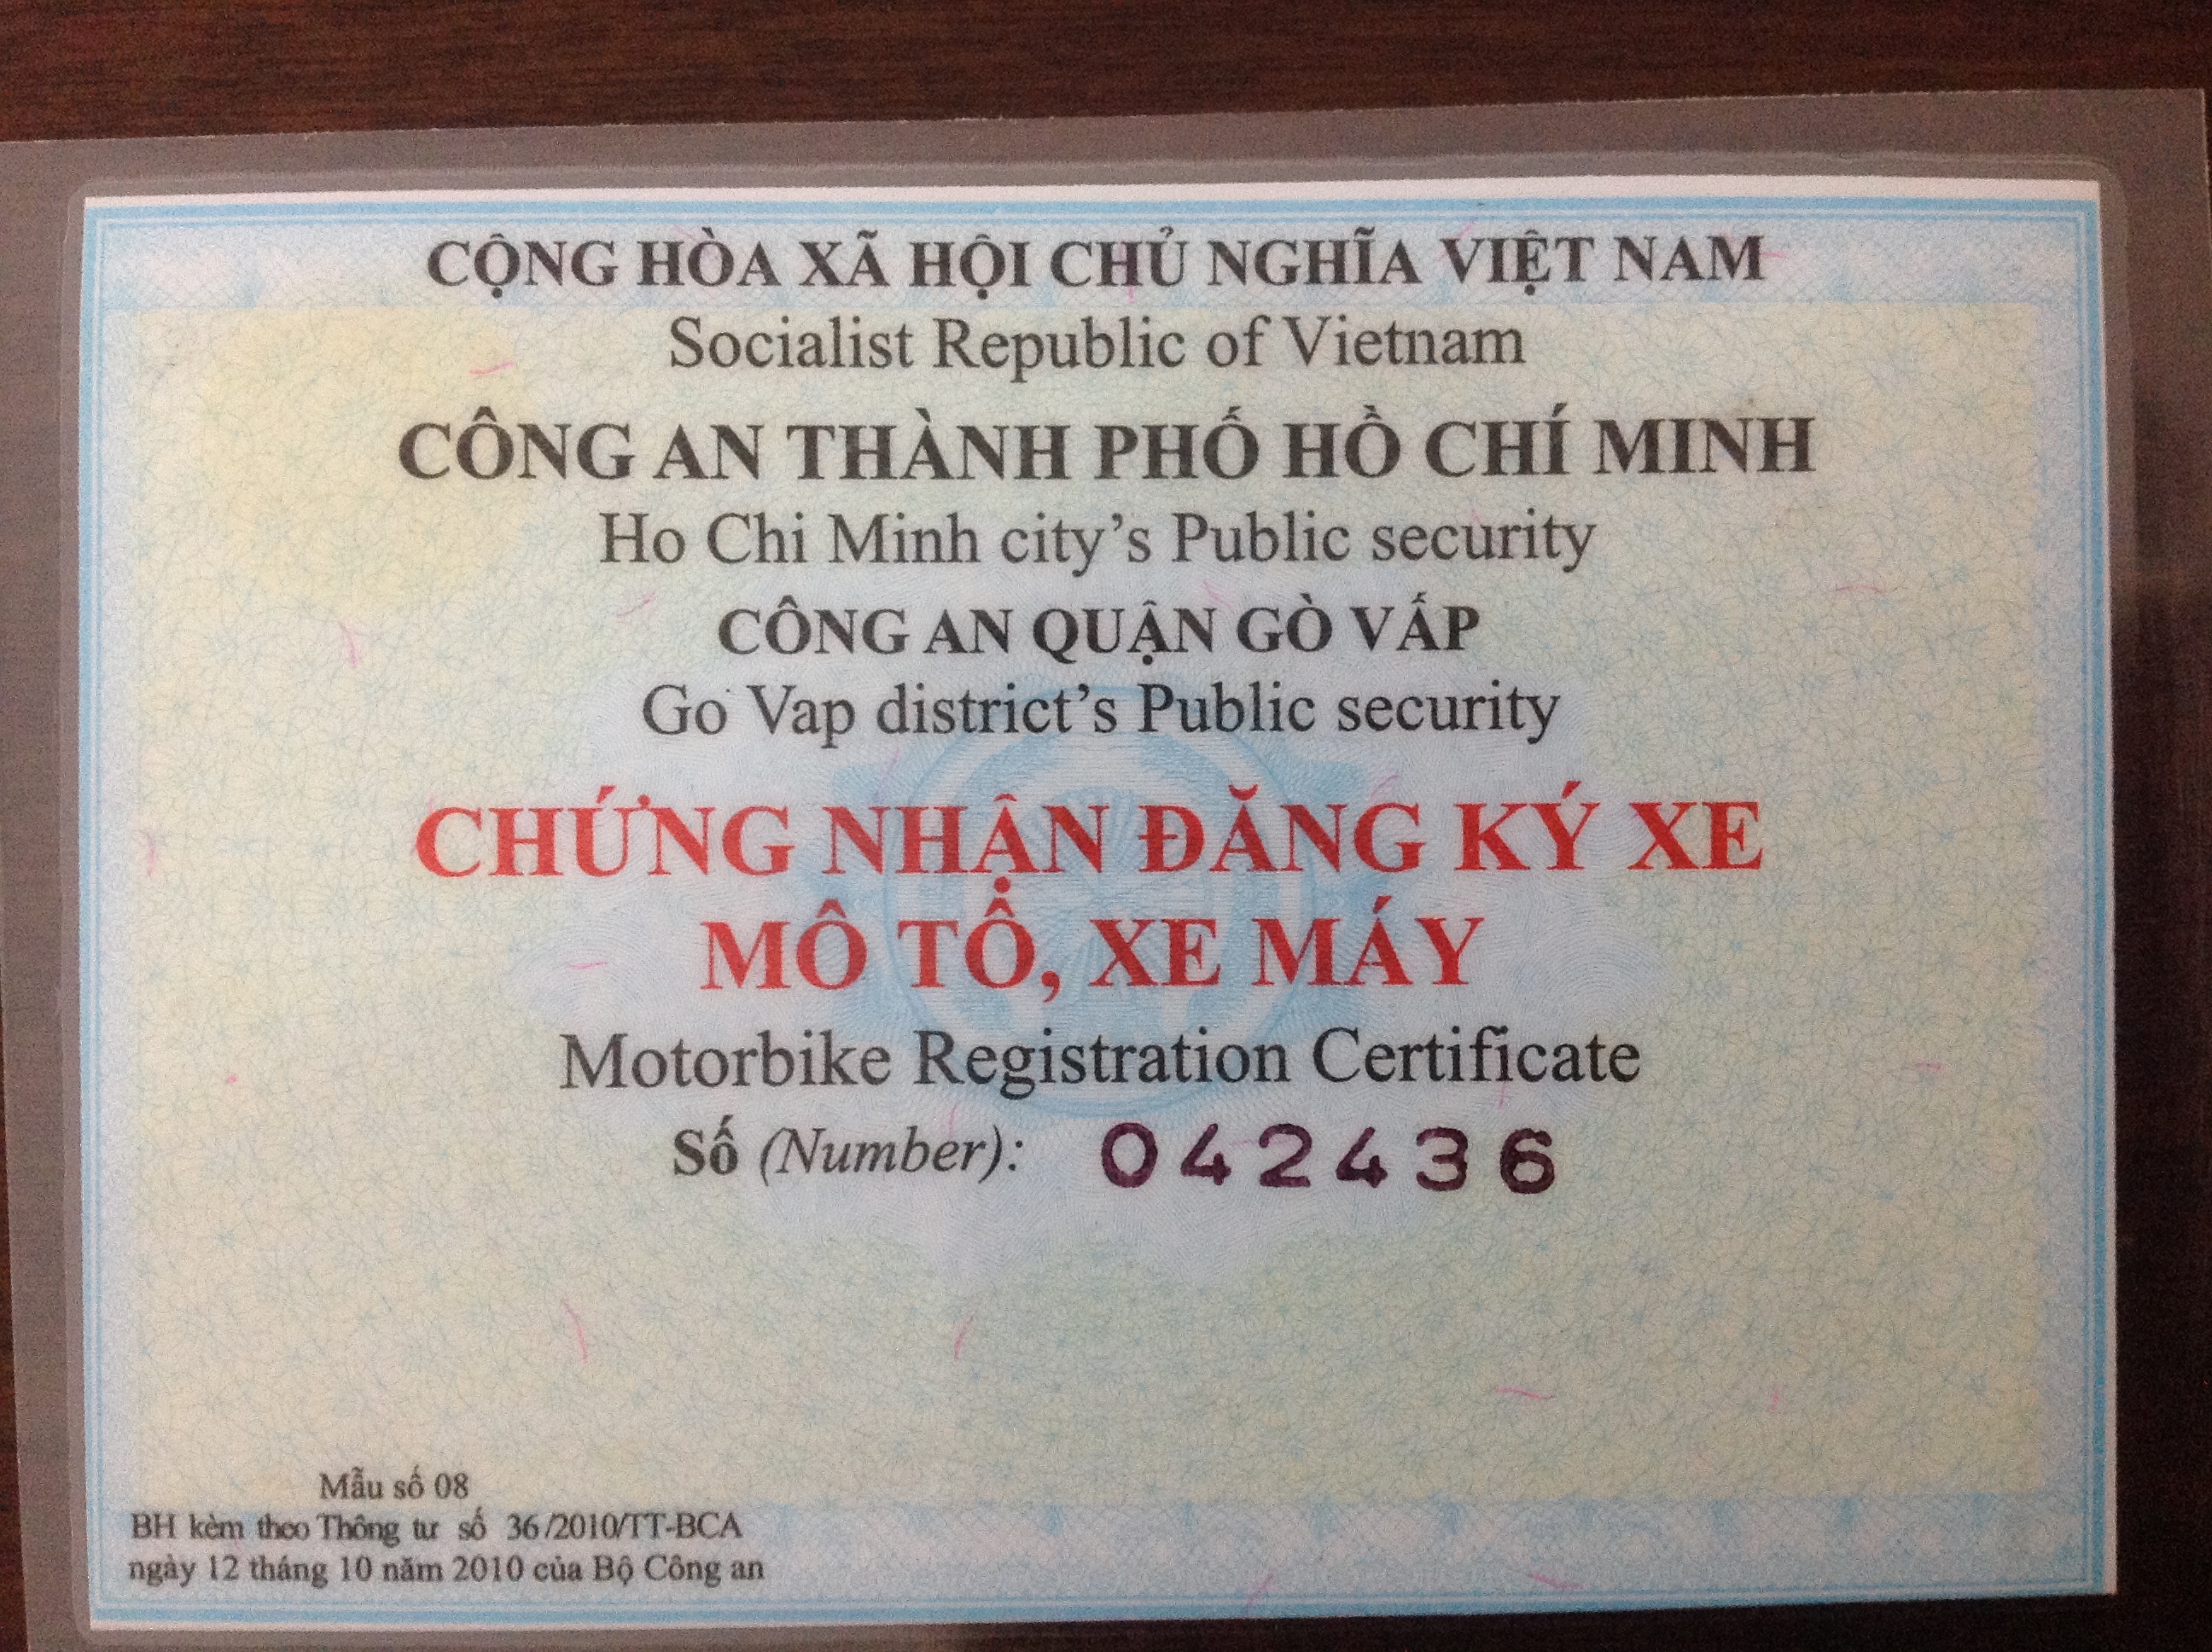 CỘNG HÒA XÃ HỘI CHỦ NGHĨA VIỆT NAM
Socialist Republic of Vietnam
CÔNG AN THÀNH PHỐ HỒ CHÍ MINH
Ho Chi Minh city’s Public security
CÔNG AN QUẬN GÒ VẤP
Go Vap district’s Public security
CHỨNG NHẬN ĐĂNG KÝ XE
MÔ TÔ, XE MÁY
Motorbike Registration Certificate
Số (Number): 042436
Mẫu số 08
BH kèm theo Thông tư số 36/2010/TT-BCA
ngày 12 tháng 10 năm 2010 của Bộ Công an